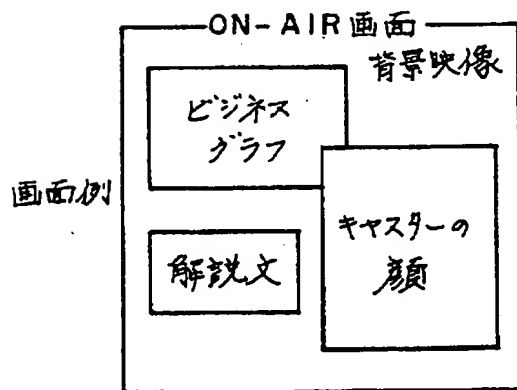 ON-AIR画面
背景映像
ビジネス
グラフ
画面例
キャスターの
顔
解説文